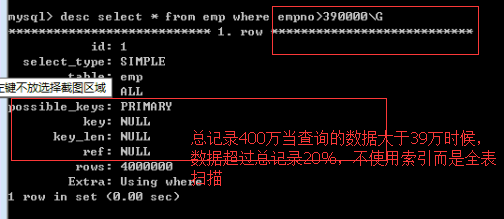 mysql> desc select * from emp where empno>390000\G
*************************** 1. row ***************************
id: 1
select_type: SIMPLE
table: emp
左键不放选择截图区域
ALL
possible_keys: PRIMARY
key: NULL
key_len: NULL
ref: NULL
rows: 4000000
Extra: Using where
1 row in set (0.00 sec)
总记录400万当查询的数据大于39万时候,
数据超过总记录20%,不使用索引而是全表
扫描